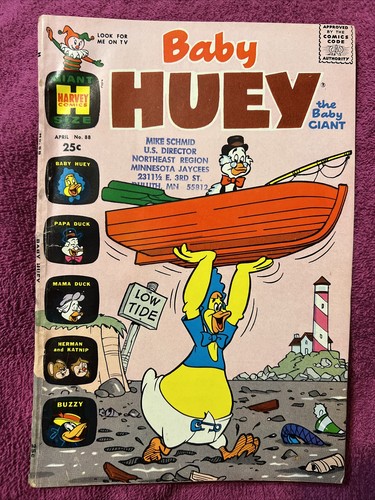 LOOK FOR
ME ON TV
Baby
HUEY
the
Baby
GIANT
APPROVED
BY THE
COMICS
CODE
AUTHORITY
GIANT
H
HARVEY
COMICS
SIZE
APRIL No. 88
25¢
MIKE SCHMID
U.S. DIRECTOR
NORTHEAST REGION
MINNESOTA JAYCEES
2311½ E. 3RD ST.
DULUTH, MN 55812
BABY HUEY
PAPA DUCK
MAMA DUCK
HERMAN
and KATNIP
BUZZY
LOW
TIDE
BABY HUEY